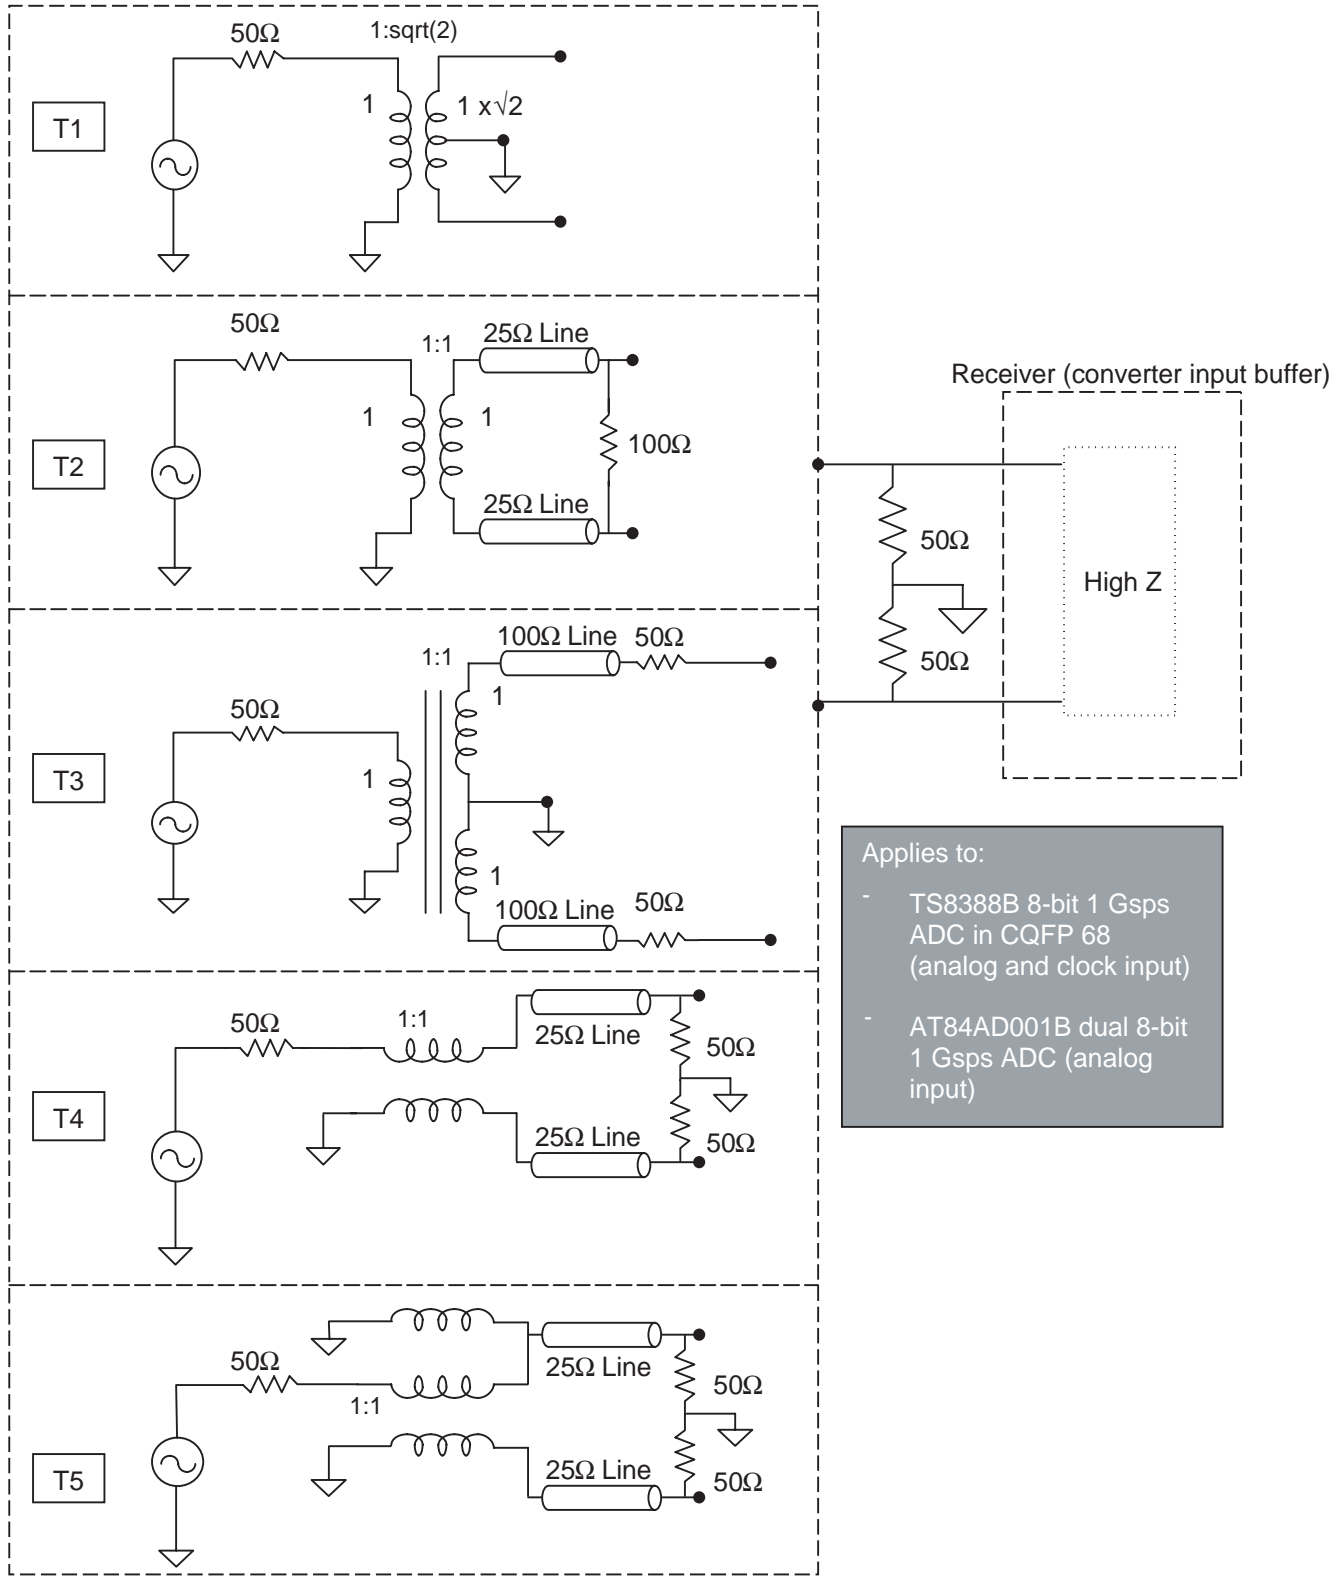 50Ω
1:sqrt(2)
T1
1
1 x√2
50Ω
1:1
25Ω Line
T2
1
1
100Ω
25Ω Line
Receiver (converter input buffer)
50Ω
High Z
50Ω
100Ω Line
50Ω
1:1
1
50Ω
T3
1
1
100Ω Line
50Ω
Applies to:
- TS8388B 8-bit 1 Gsps
ADC in CQFP 68
(analog and clock input)
- AT84AD001B dual 8-bit
1 Gsps ADC (analog
input)
50Ω
1:1
25Ω Line
50Ω
T4
25Ω Line
50Ω
50Ω
1:1
25Ω Line
50Ω
T5
25Ω Line
50Ω